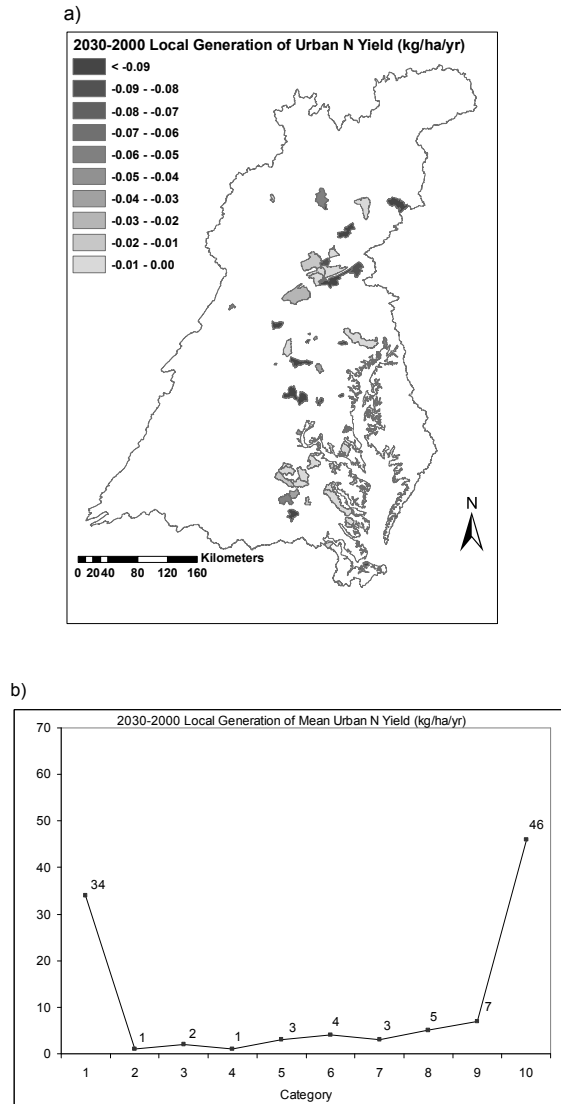 a)
2030-2000 Local Generation of Urban N Yield (kg/ha/yr)
< -0.09
-0.09 - -0.08
-0.08 - -0.07
-0.07 - -0.06
-0.06 - -0.05
-0.05 - -0.04
-0.04 - -0.03
-0.03 - -0.02
-0.02 - -0.01
-0.01 - 0.00
N
Kilometers
0 20 40 80 120 160
b)
2030-2000 Local Generation of Mean Urban N Yield (kg/ha/yr)
70
60
50
40
30
20
10
0
34
1
2
1
3
4
3
5
7
46
1 2 3 4 5 6 7 8 9 10
Category